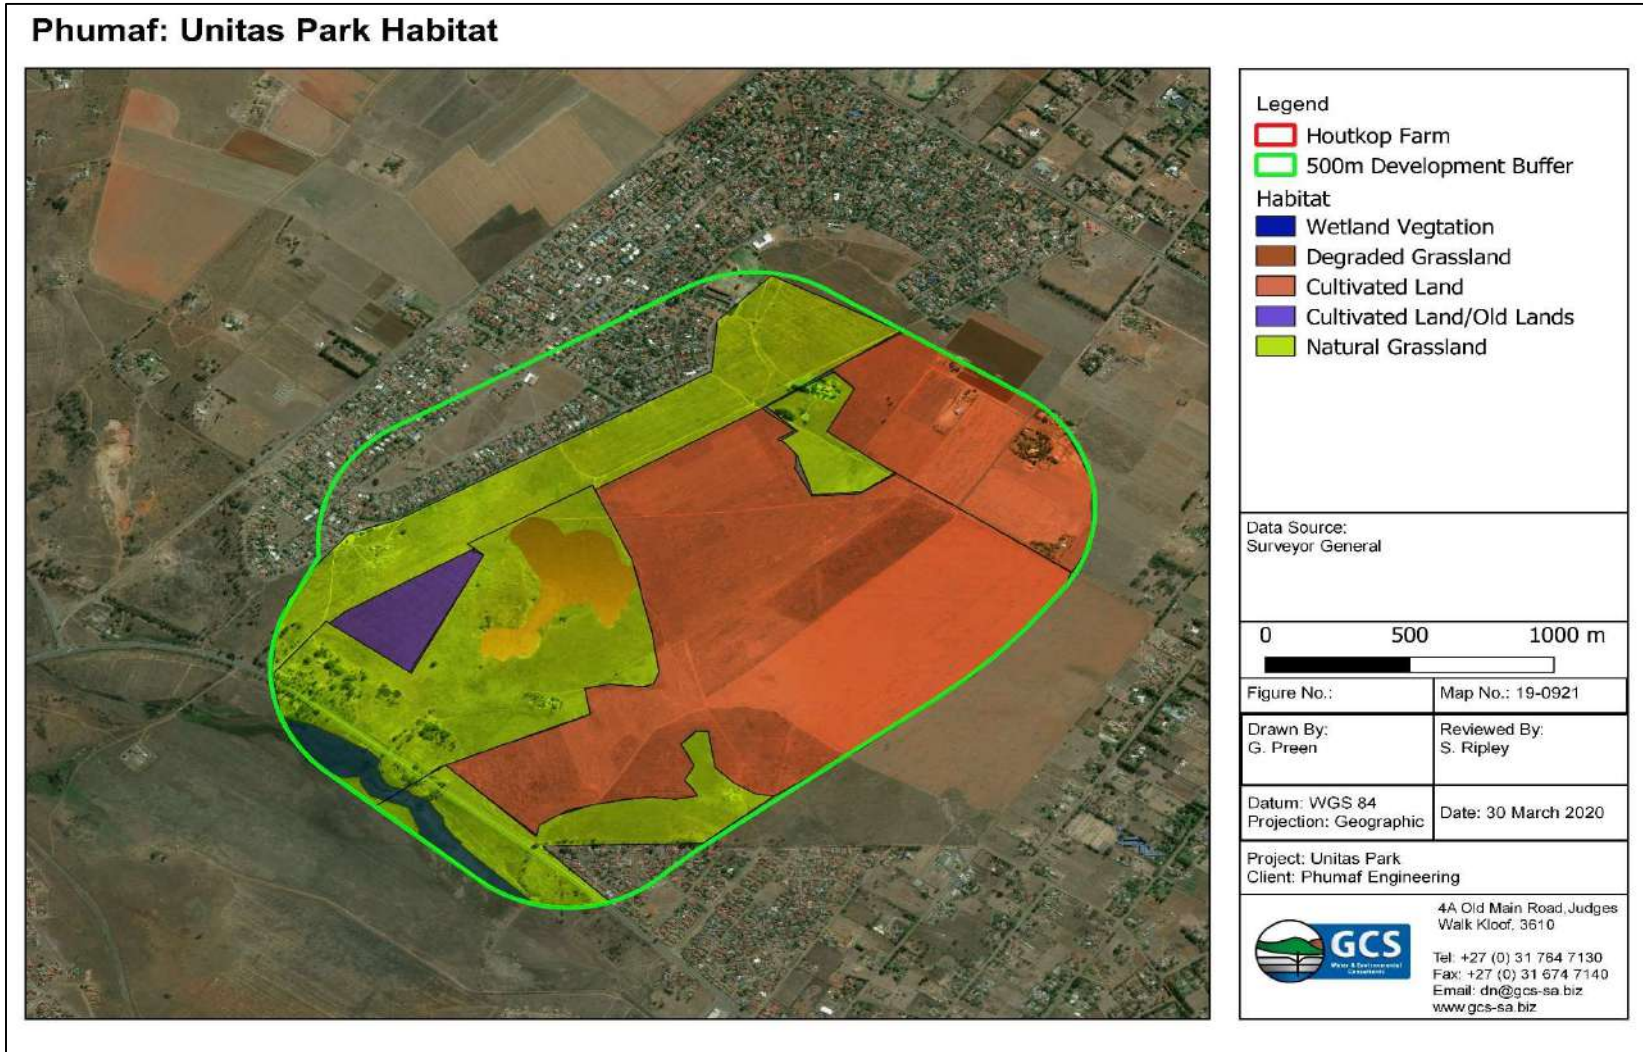 Phumaf: Unitas Park Habitat
Legend
Houtkop Farm
500m Development Buffer
Habitat
Wetland Vegtation
Degraded Grassland
Cultivated Land
Cultivated Land/Old Lands
Natural Grassland
Data Source:
Surveyor General
0 500 1000 m
Figure No.: Map No.: 19-0921
Drawn By: Reviewed By:
G. Preen S. Ripley
Datum: WGS 84
Projection: Geographic Date: 30 March 2020
Project: Unitas Park
Client: Phumaf Engineering
4A Old Main Road,Judges
Walk Kloof, 3610
GCS
Water & Environmental
Consultants
Tel: +27 (0) 31 764 7130
Fax: +27 (0) 31 674 7140
Email: dn@gcs-sa.biz
www.gcs-sa.biz